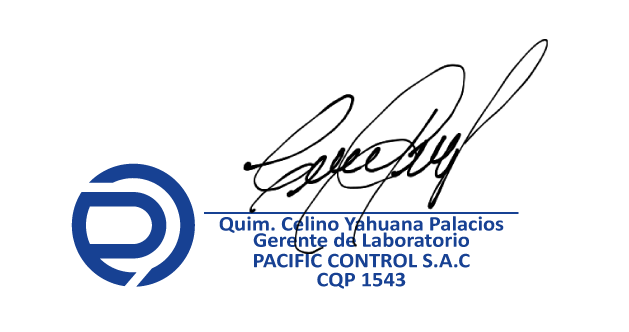 Quim. Celino Yahuana Palacios
Gerente de Laboratorio
PACIFIC CONTROL S.A.C
CQP 1543